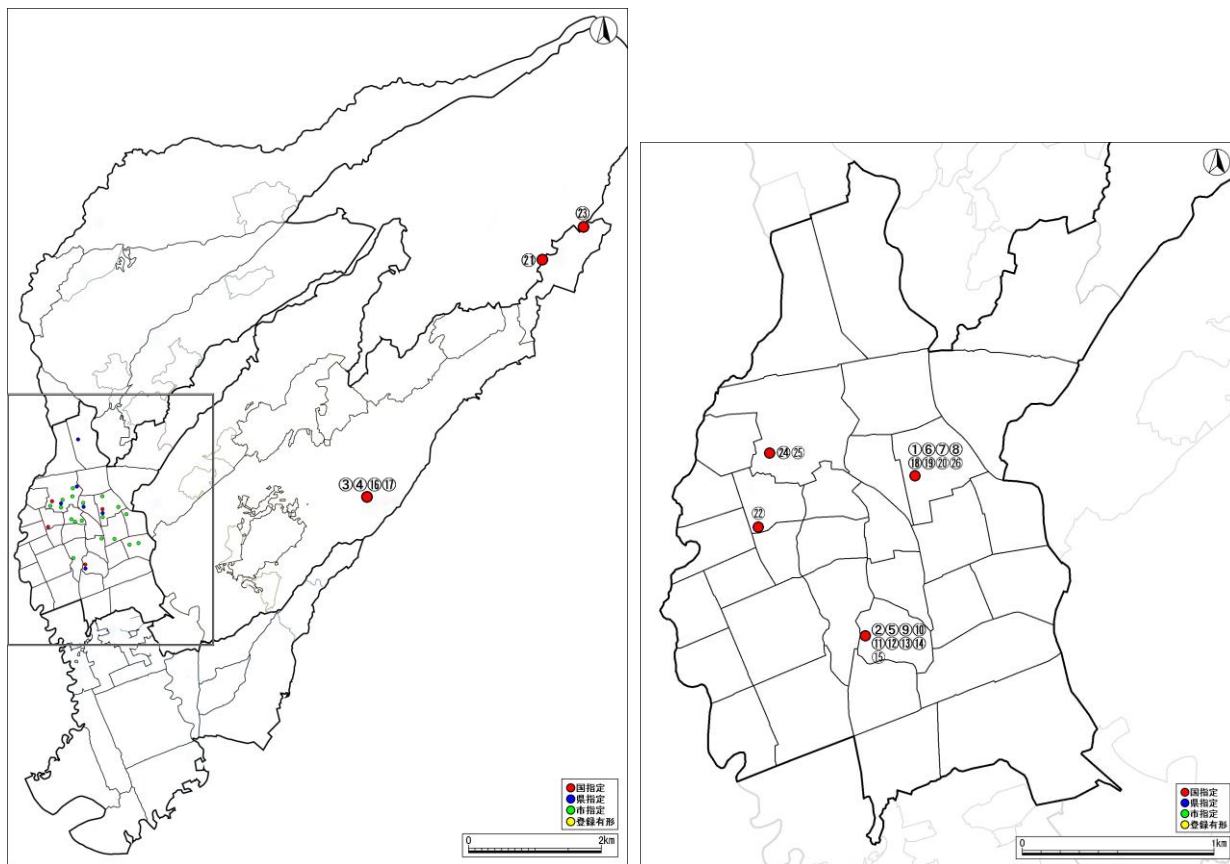 ㉓
㉑
③④⑯⑰
国指定
県指定
市指定
登録有形
0 2km
㉔㉕
①⑥⑦⑧
⑱⑲⑳㉖
㉒
②⑤⑨⑩
⑪⑫⑬⑭
⑮
国指定
県指定
市指定
登録有形
0 1km